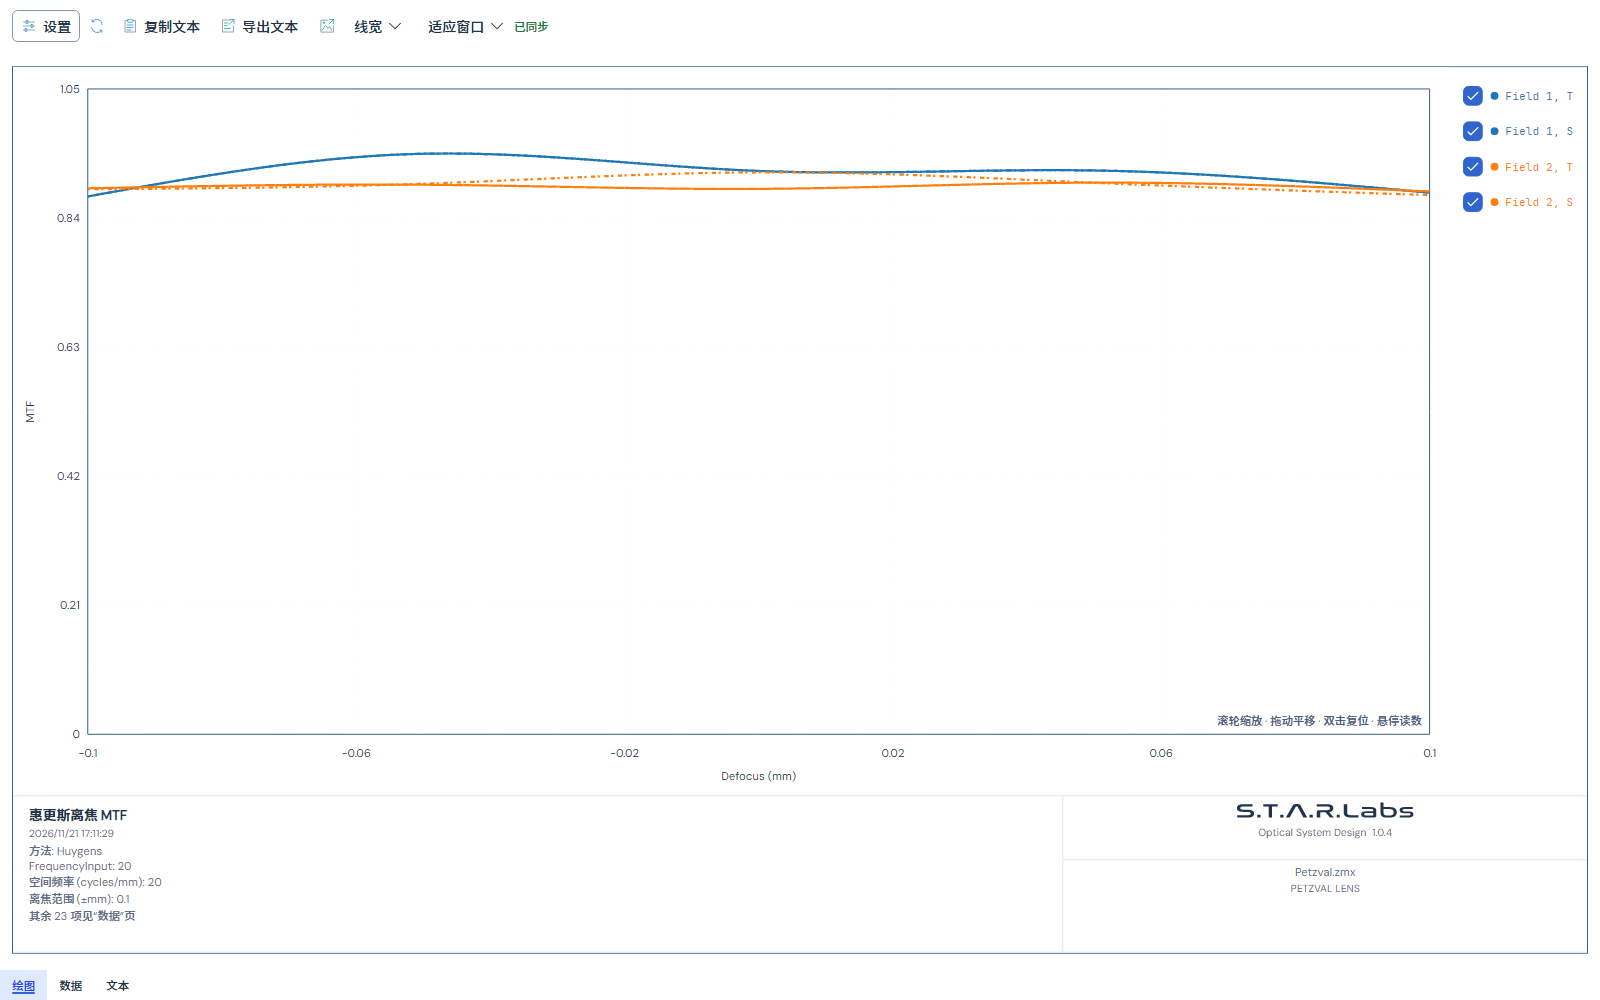 设置 复制文本 导出文本 线宽 适应窗口 已同步
1.05
0.84
0.63
0.42
0.21
0
MTF
−0.1 −0.06 −0.02 0.02 0.06 0.1
Defocus (mm)
滚轮缩放 · 拖动平移 · 双击复位 · 悬停读数
Field 1, T
Field 1, S
Field 2, T
Field 2, S
惠更斯离焦 MTF
2026/11/21 17:11:29
方法: Huygens
FrequencyInput: 20
空间频率 (cycles/mm): 20
离焦范围 (±mm): 0.1
其余 23 项见"数据"页
S.T.A.R.Labs
Optical System Design 1.0.4
Petzval.zmx
PETZVAL LENS
绘图 数据 文本